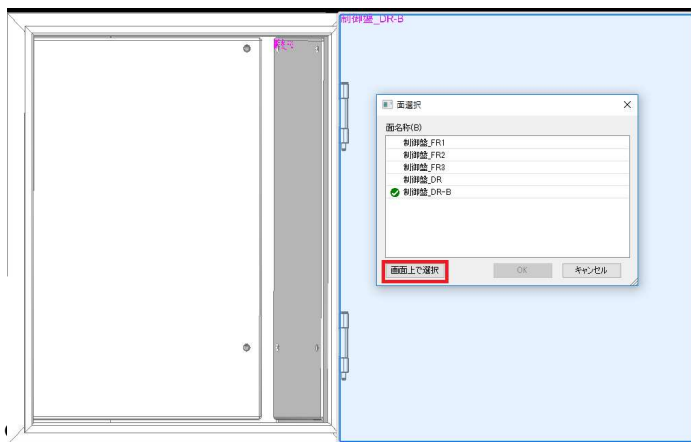 制御盤_DR-B
面選択
面名称(B)
制御盤_FR1
制御盤_FR2
制御盤_FR3
制御盤_DR
制御盤_DR-B
画面上で選択
OK
キャンセル